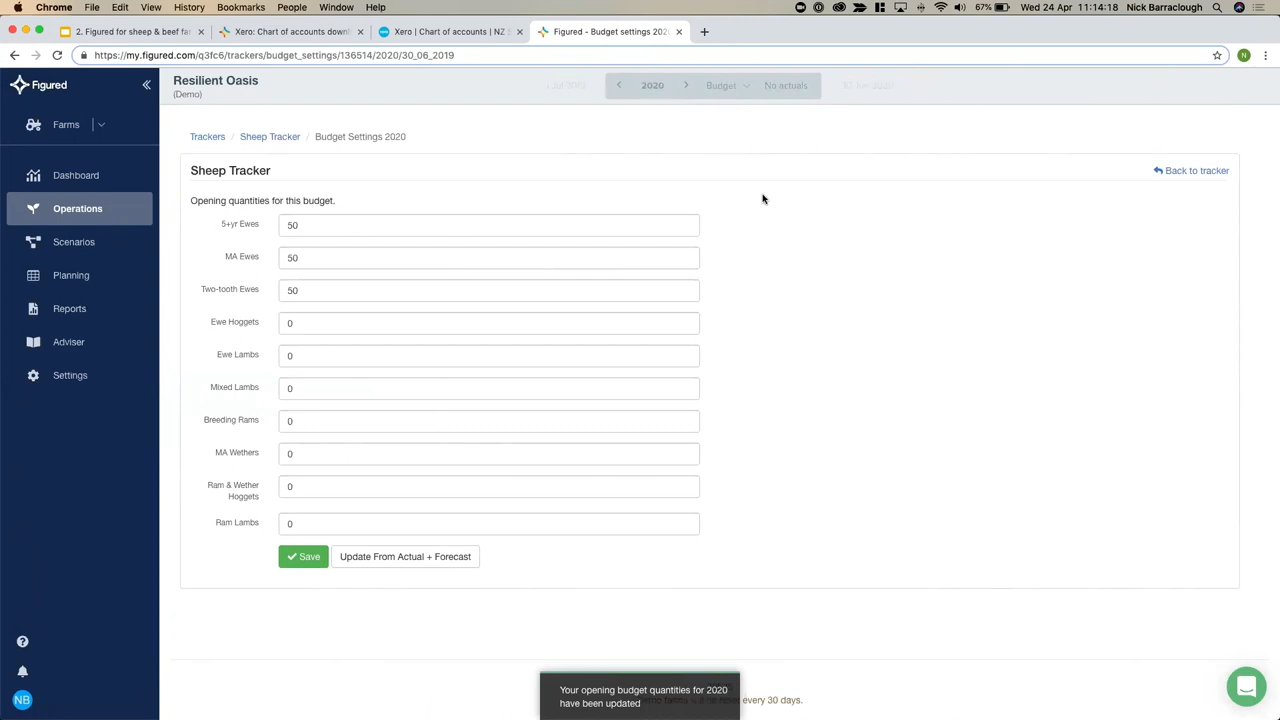 Chrome File Edit View History Bookmarks People Window Help 67% Wed 24 Apr 11:14:18 Nick Barraclough
2. Figured for sheep & beef far
Xero: Chart of accounts downl
Xero | Chart of accounts | NZ S
Figured - Budget settings 202
https://my.figured.com/q3fc6/trackers/budget_settings/136514/2020/30_06_2019
N
Figured
Resilient Oasis
(Demo)
2020 Budget No actuals
Farms
Dashboard
Operations
Scenarios
Planning
Reports
Adviser
Settings
NB
Trackers / Sheep Tracker / Budget Settings 2020
Sheep Tracker
Back to tracker
Opening quantities for this budget.
5+yr Ewes 50
MA Ewes 50
Two-tooth Ewes 50
Ewe Hoggets 0
Ewe Lambs 0
Mixed Lambs 0
Breeding Rams 0
MA Wethers 0
Ram & Wether
Hoggets 0
Ram Lambs 0
Save Update From Actual + Forecast
Your opening budget quantities for 2020
have been updated
every 30 days.